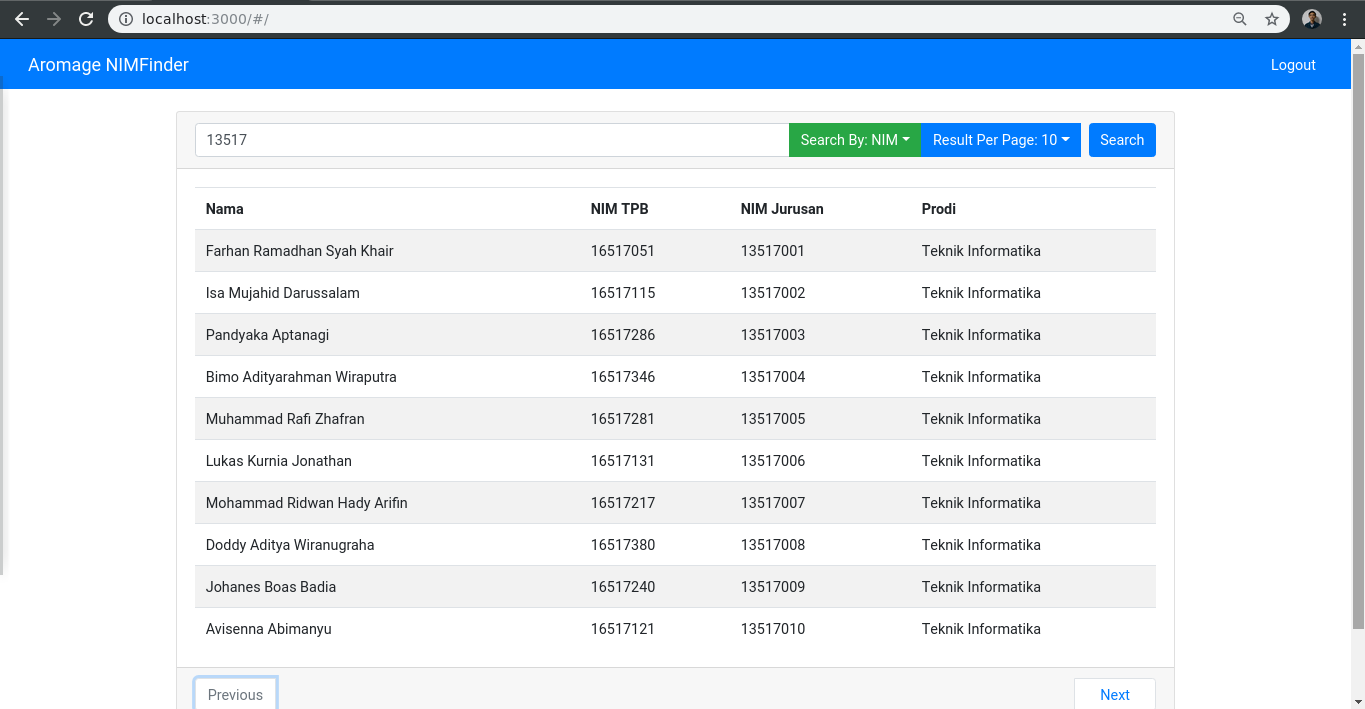 localhost:3000/#/
Aromage NIMFinder Logout
13517 Search By: NIM Result Per Page: 10 Search
Nama NIM TPB NIM Jurusan Prodi
Farhan Ramadhan Syah Khair 16517051 13517001 Teknik Informatika
Isa Mujahid Darussalam 16517115 13517002 Teknik Informatika
Pandyaka Aptanagi 16517286 13517003 Teknik Informatika
Bimo Adityarahman Wiraputra 16517346 13517004 Teknik Informatika
Muhammad Rafi Zhafran 16517281 13517005 Teknik Informatika
Lukas Kurnia Jonathan 16517131 13517006 Teknik Informatika
Mohammad Ridwan Hady Arifin 16517217 13517007 Teknik Informatika
Doddy Aditya Wiranugraha 16517380 13517008 Teknik Informatika
Johanes Boas Badia 16517240 13517009 Teknik Informatika
Avisenna Abimanyu 16517121 13517010 Teknik Informatika
Previous Next